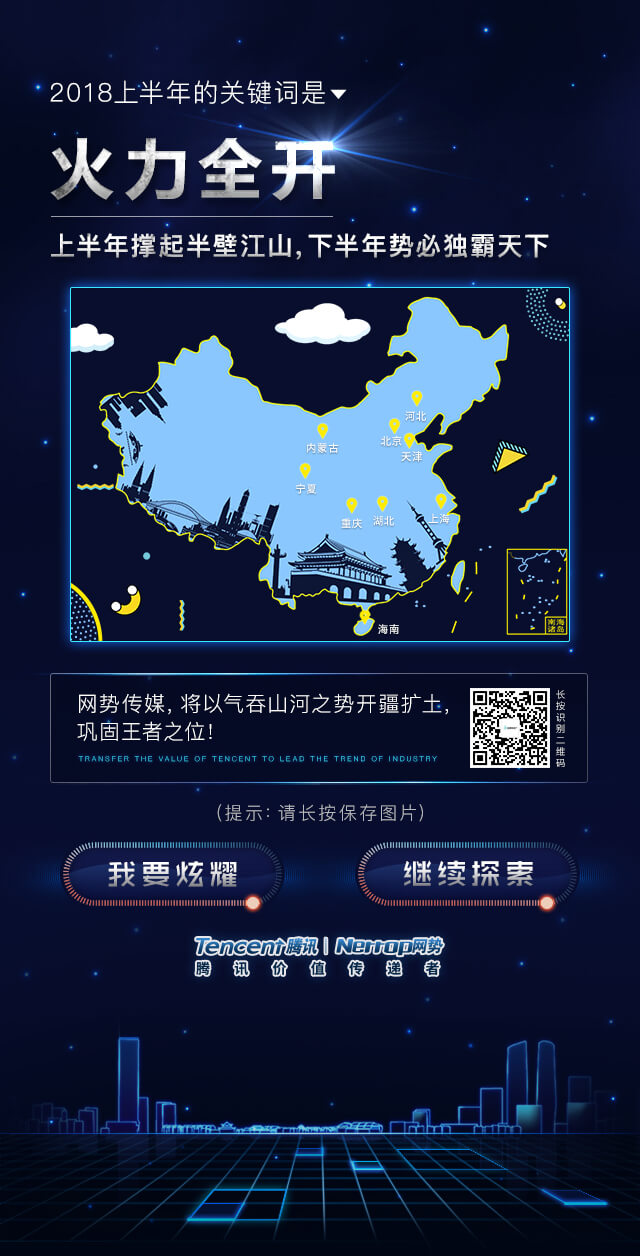 2018上半年的关键词是
火力全开
上半年撑起半壁江山,下半年势必独霸天下
河北
北京
天津
内蒙古
宁夏
重庆
湖北
上海
海南
南海
诸岛
网势传媒,将以气吞山河之势开疆扩土,
巩固王者之位!
TRANSFER THE VALUE OF TENCENT TO LEAD THE TREND OF INDUSTRY
长按识别二维码
(提示:请长按保存图片)
我要炫耀
继续探索
Tencent腾讯 | Nettop网势
腾讯价值传递者